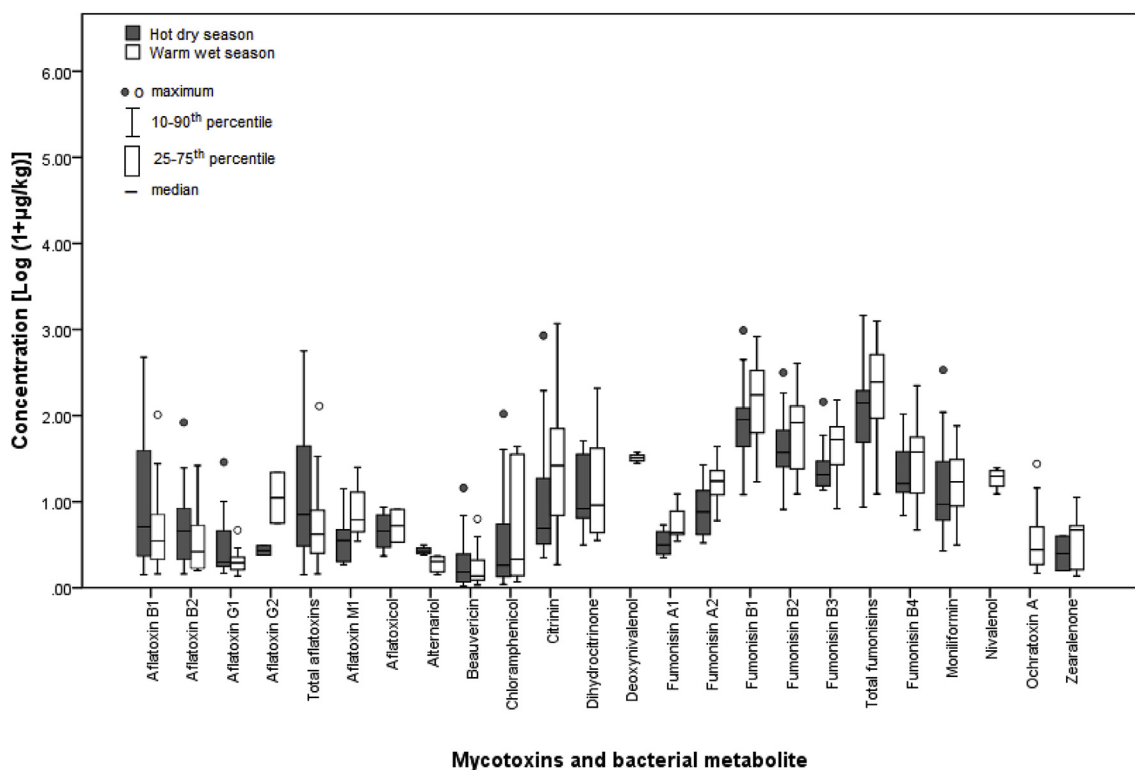 Hot dry season
Warm wet season
maximum
10-90th percentile
25-75th percentile
median
Concentration [Log (1+µg/kg)]
6.00
5.00
4.00
3.00
2.00
1.00
.00
Aflatoxin B1
Aflatoxin B2
Aflatoxin G1
Aflatoxin G2
Total aflatoxins
Aflatoxin M1
Aflatoxicol
Alternariol
Beauvericin
Chloramphenicol
Citrinin
Dihydrocitrinone
Deoxynivalenol
Fumonisin A1
Fumonisin A2
Fumonisin B1
Fumonisin B2
Fumonisin B3
Total fumonisins
Fumonisin B4
Moniliformin
Nivalenol
Ochratoxin A
Zearalenone
Mycotoxins and bacterial metabolite